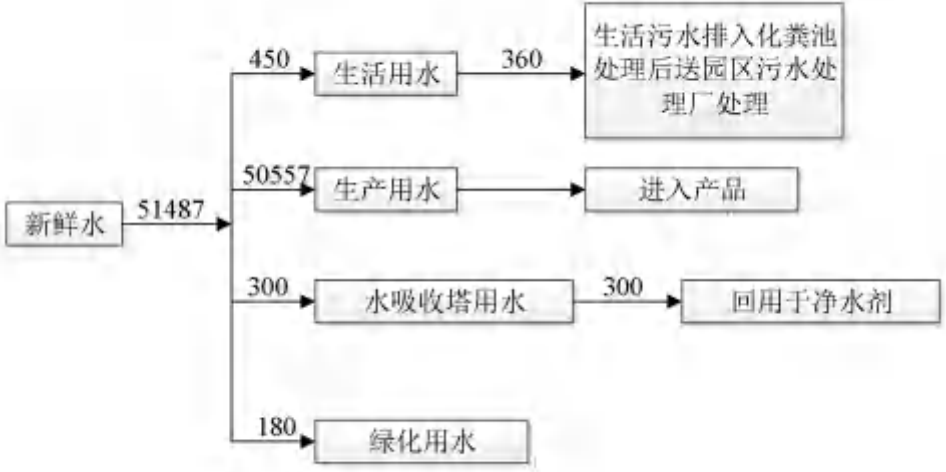 450
生活用水
360
生活污水排入化粪池
处理后送园区污水处
理厂处理
50557
生产用水
进入产品
新鲜水
51487
300
水吸收塔用水
300
回用于净水剂
180
绿化用水